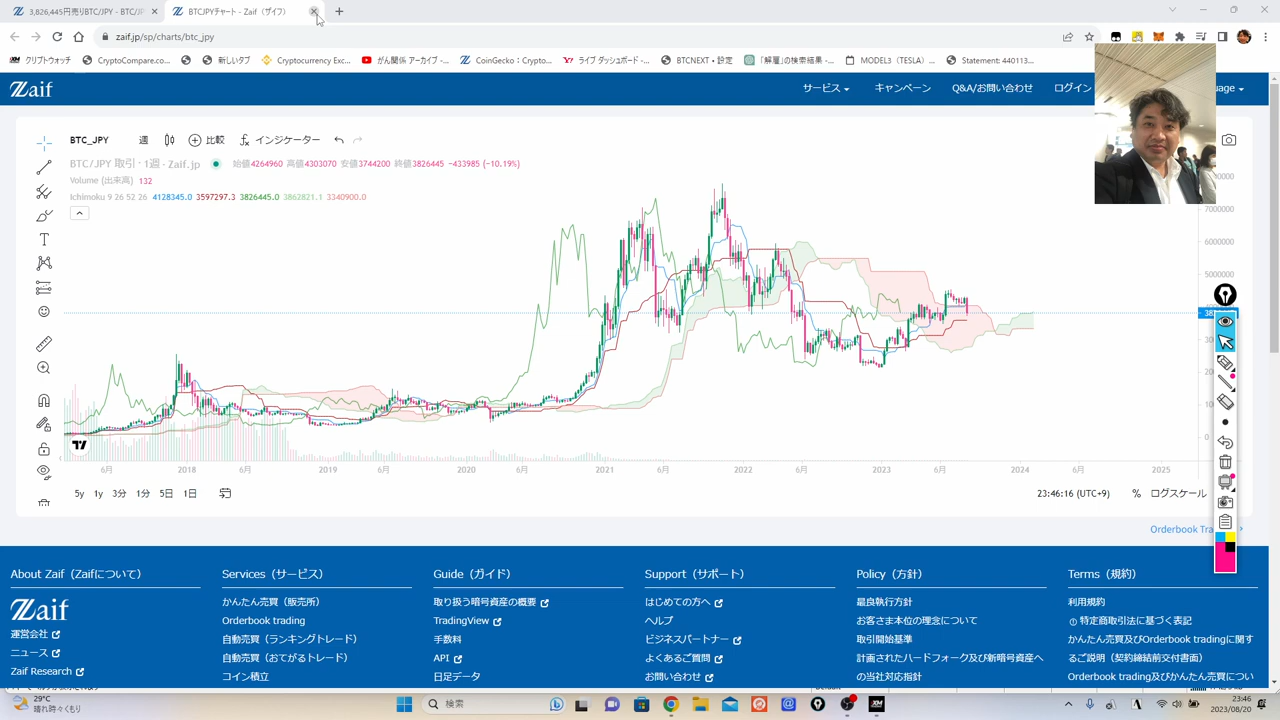 3,826,445円売りBTC/JPY - BTC/JPY
BTCJPYチャート - Zaif（ザイフ）
zaif.jp/sp/charts/btc_jpy
クリプトウォッチ
CryptoCompare.co...
新しいタブ
Cryptocurrency Exc...
がん関係 アーカイブ -...
CoinGecko：Crypto...
ライブ ダッシュボード -...
BTCNEXT • 設定
MODEL3（TESLA）...
Statement: 440113...
Zaif
サービス
キャンペーン
Q&A/お問い合わせ
ログイン
BTC_JPY
週
比較
インジケーター
BTC/JPY 取引 · 1週 · Zaif.jp
始値4264960 高値4303070 安値3744200 終値3826445 −433985 (−10.19%)
Volume (出来高) 132
Ichimoku 9 26 52 26 4128345.0 3597297.3 3826445.0 3862821.1 3340900.0
7000000
6000000
5000000
6月 2018 6月 2019 6月 2020 6月 2021 6月 2022 6月 2023 6月 2024 6月 2025
5y 1y 3分 1分 5日 1日
23:46:16 (UTC+9)
%
ログスケール
Orderbook Tra
About Zaif（Zaifについて）
Zaif
運営会社
ニュース
Zaif Research
Services（サービス）
かんたん売買（販売所）
Orderbook trading
自動売買（ランキングトレード）
自動売買（おてがるトレード）
コイン積立
Guide（ガイド）
取り扱う暗号資産の概要
TradingView
手数料
API
日足データ
Support（サポート）
はじめての方へ
ヘルプ
ビジネスパートナー
よくあるご質問
お問い合わせ
Policy（方針）
最良執行方針
お客さま本位の理念について
取引開始基準
計画されたハードフォーク及び新暗号資産へ
の当社対応指針
Terms（規約）
利用規約
特定商取引法に基づく表記
かんたん売買及びOrderbook tradingに関す
るご説明（契約締結前交付書面）
Orderbook trading及びかんたん売買につい
29°C
晴れ時々くもり
検索
23:46
2023/08/20